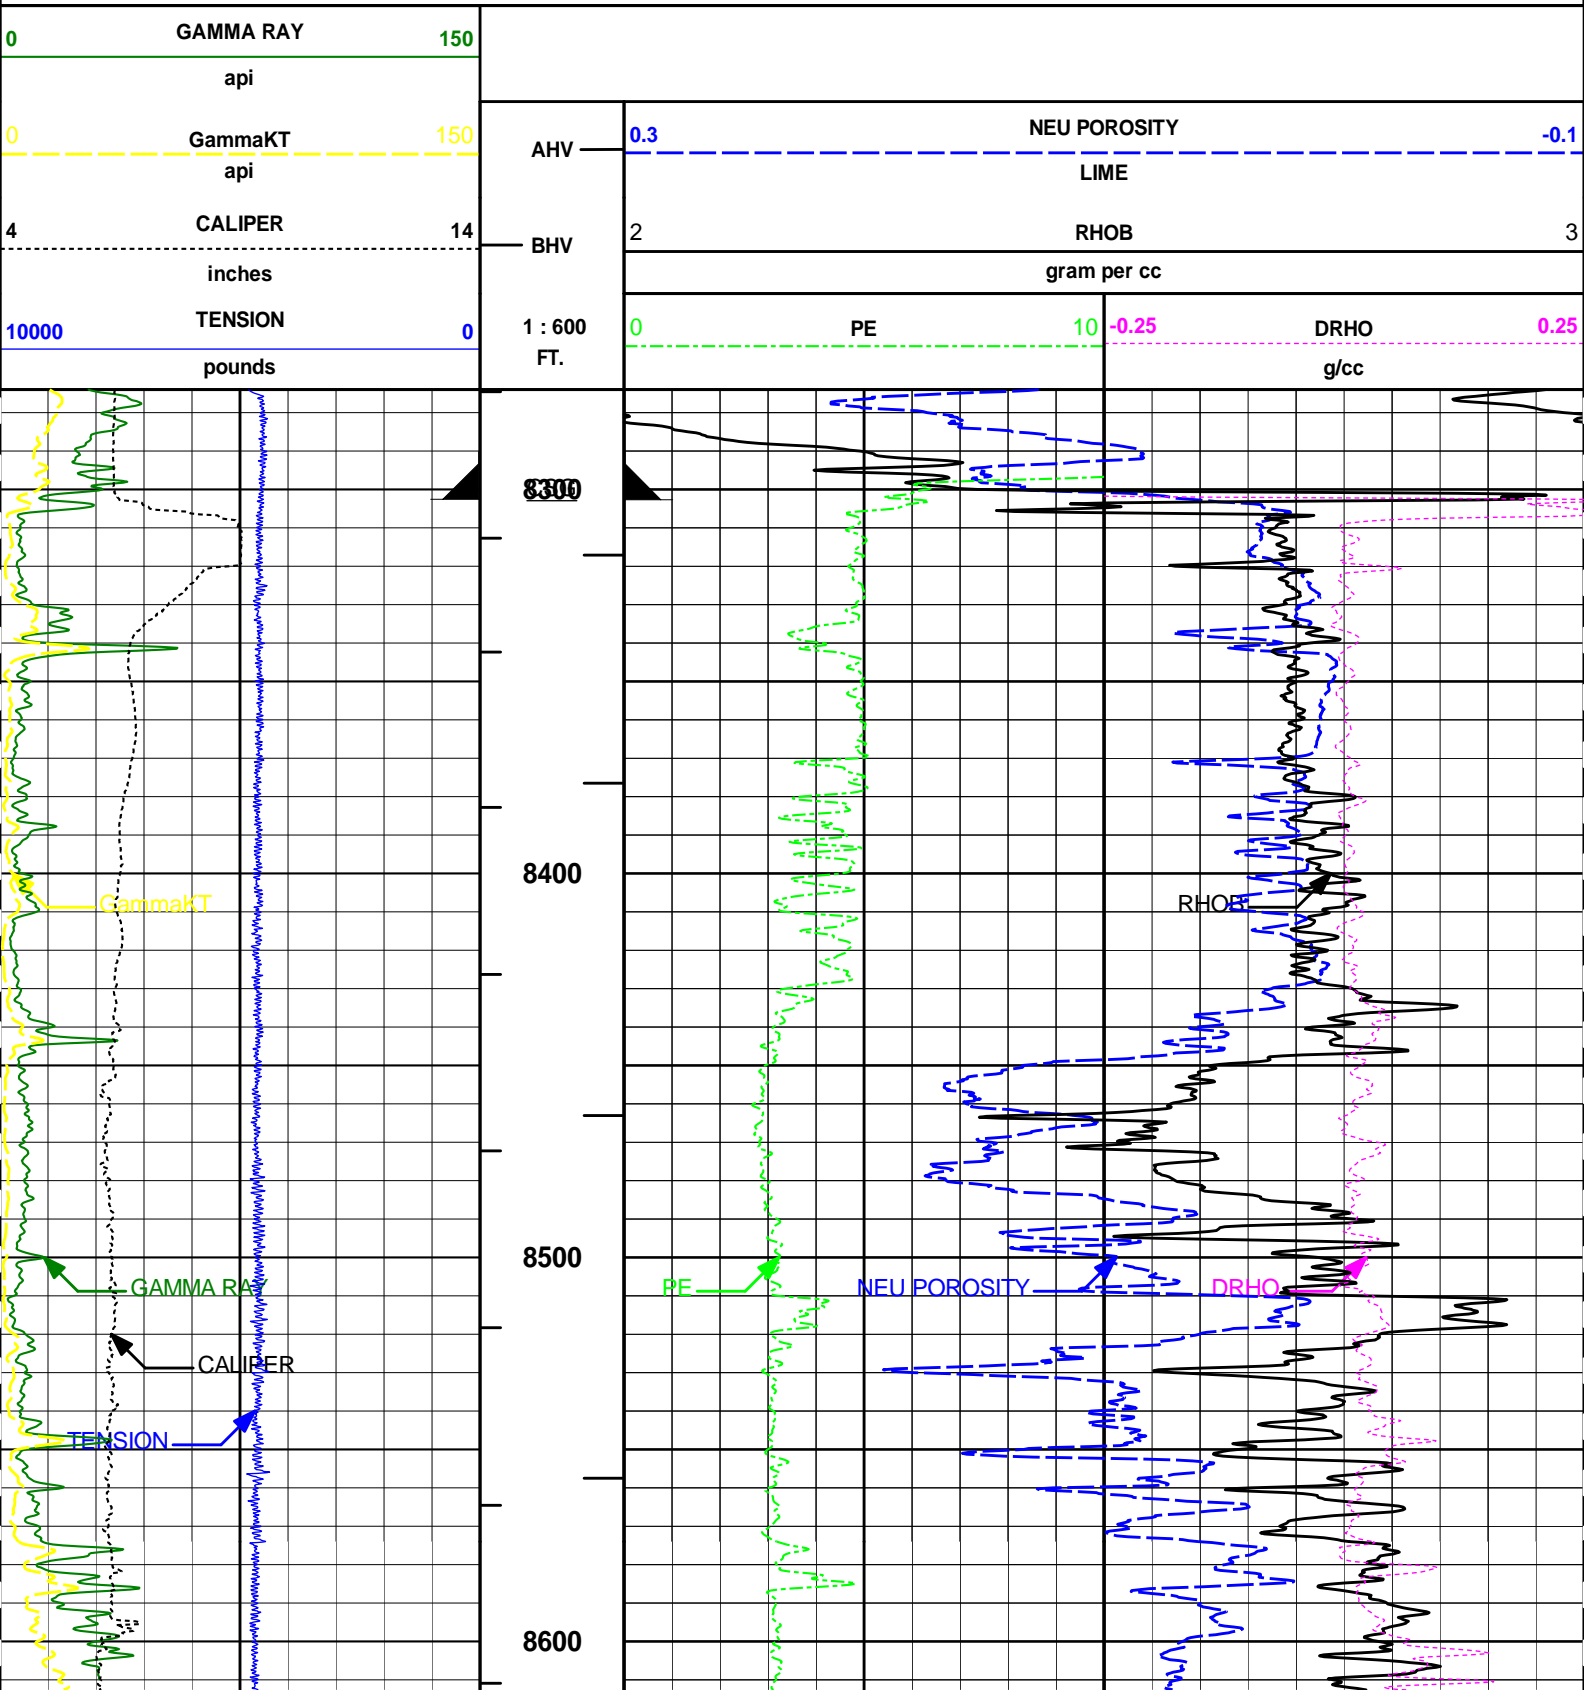 GAMMA RAY
0 150
api
GammaKT
0 150
api
CALIPER
4 14
inches
TENSION
10000 0
pounds
AHV
BHV
1 : 600
FT.
NEU POROSITY
0.3 -0.1
LIME
2 RHOB 3
gram per cc
0 PE 10
-0.25 DRHO 0.25
g/cc
8300
8400
GammaKT
RHOB
8500
GAMMA RAY
PE
NEU POROSITY
DRHO
CALIPER
TENSION
8600